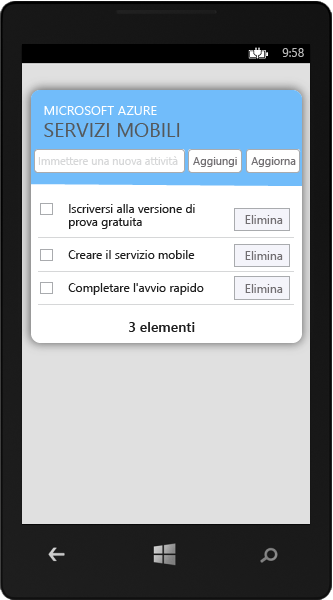 9:58
MICROSOFT AZURE
SERVIZI MOBILI
Immettere una nuova attività Aggiungi Aggiorna
Iscriversi alla versione di
prova gratuita Elimina
Creare il servizio mobile Elimina
Completare l'avvio rapido Elimina
3 elementi